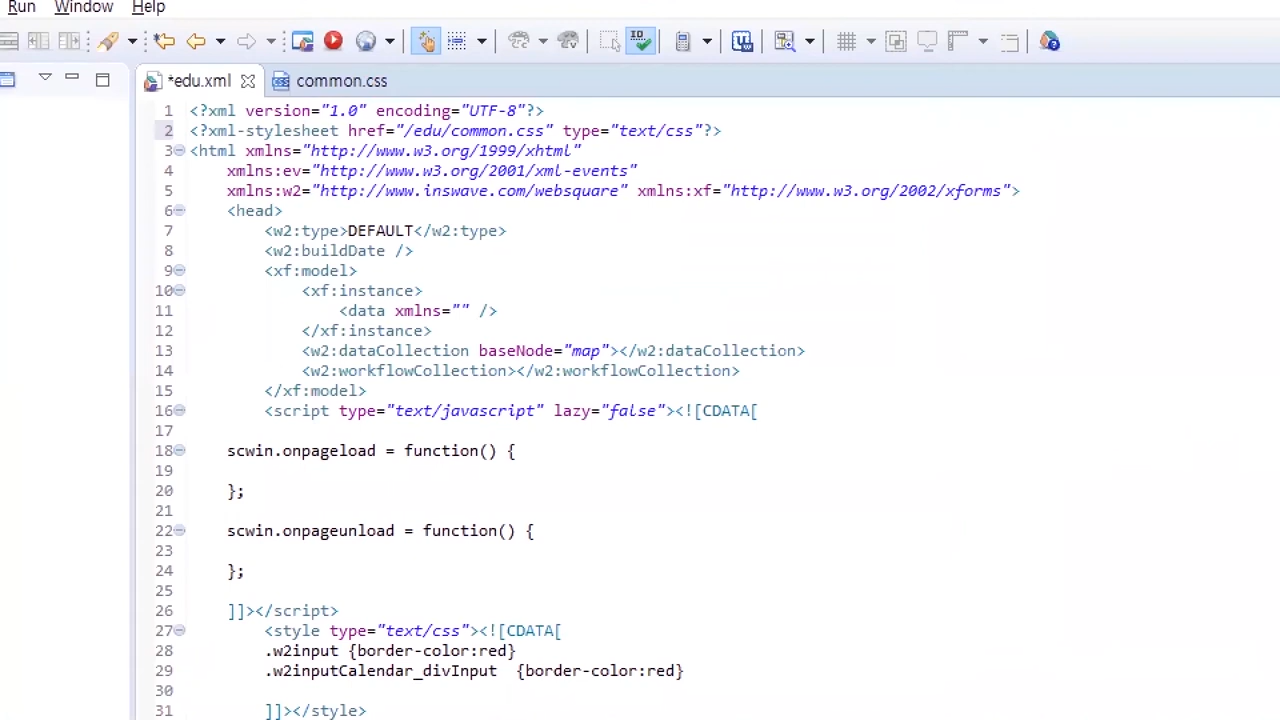 Run Window Help
*edu.xml common.css
1 <?xml version="1.0" encoding="UTF-8"?>
2 <?xml-stylesheet href="/edu/common.css" type="text/css"?>
3 <html xmlns="http://www.w3.org/1999/xhtml"
4 xmlns:ev="http://www.w3.org/2001/xml-events"
5 xmlns:w2="http://www.inswave.com/websquare" xmlns:xf="http://www.w3.org/2002/xforms">
6 <head>
7 <w2:type>DEFAULT</w2:type>
8 <w2:buildDate />
9 <xf:model>
10 <xf:instance>
11 <data xmlns="" />
12 </xf:instance>
13 <w2:dataCollection baseNode="map"></w2:dataCollection>
14 <w2:workflowCollection></w2:workflowCollection>
15 </xf:model>
16 <script type="text/javascript" lazy="false"><![CDATA[
17
18 scwin.onpageload = function() {
19
20 };
21
22 scwin.onpageunload = function() {
23
24 };
25
26 ]]></script>
27 <style type="text/css"><![CDATA[
28 .w2input {border-color:red}
29 .w2inputCalendar_divInput {border-color:red}
30
31 ]]></style>